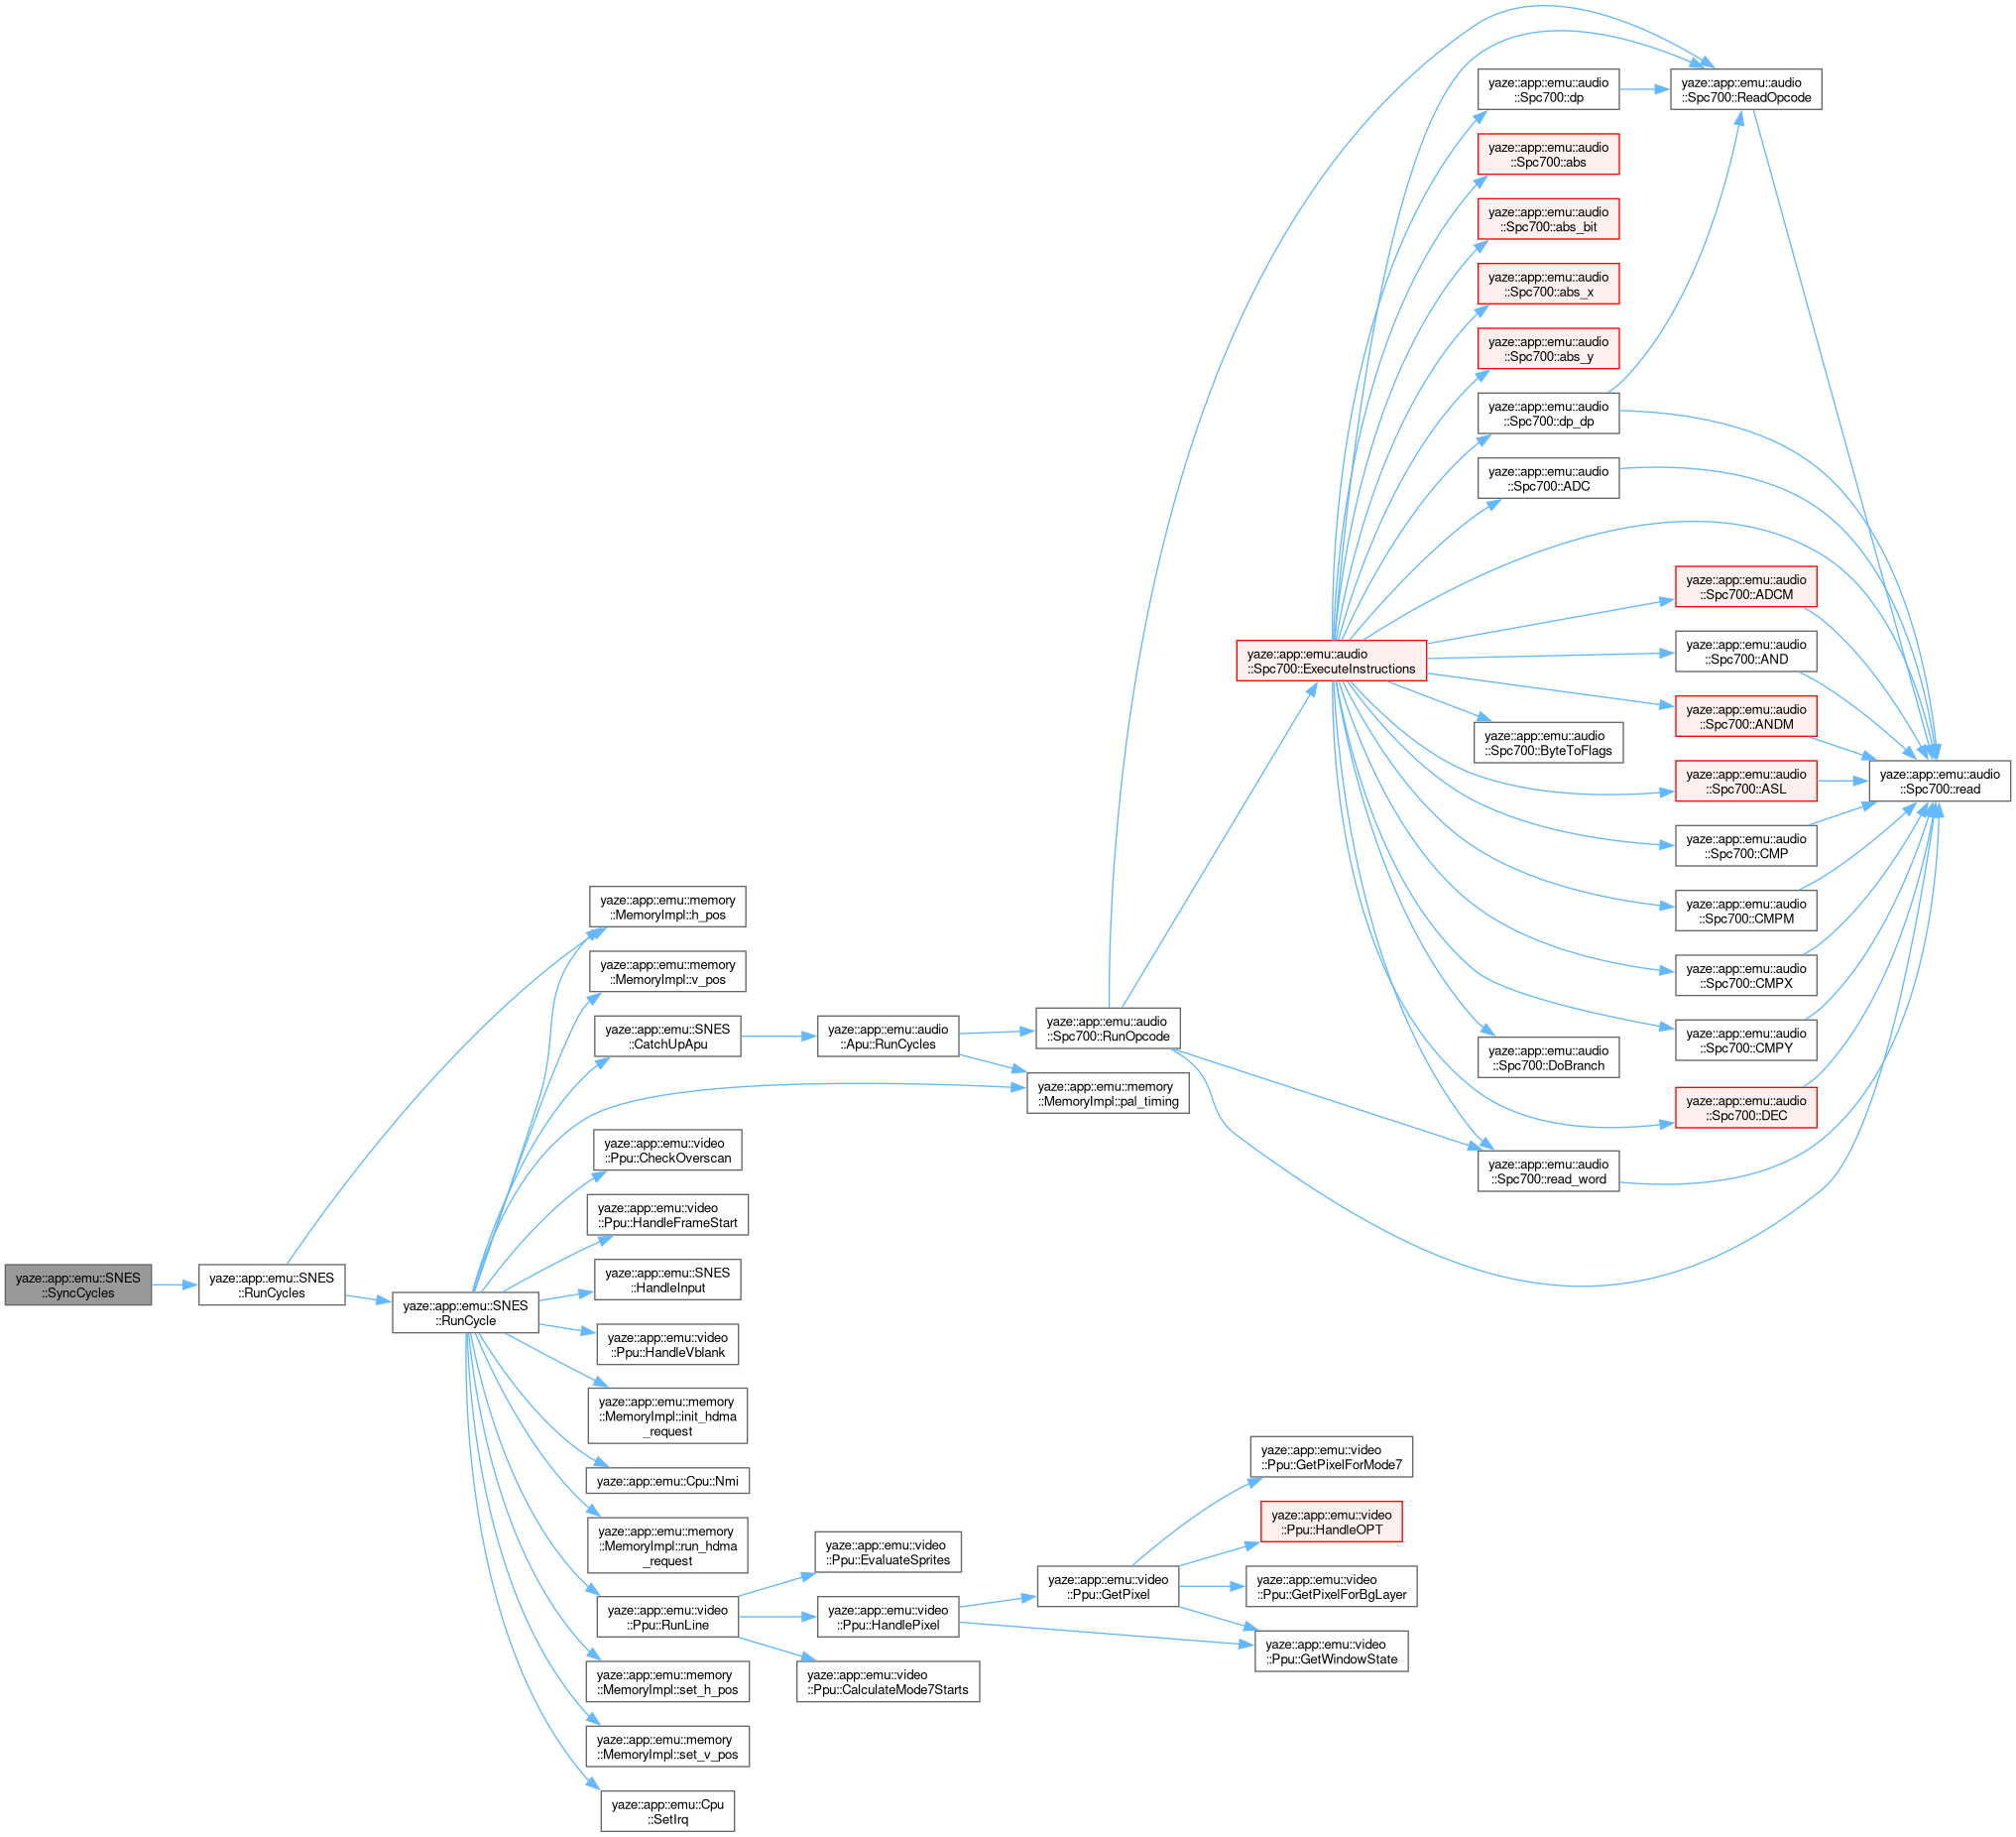 yaze::app::emu::SNES
::SyncCycles
yaze::app::emu::SNES
::RunCycles
yaze::app::emu::SNES
::RunCycle
yaze::app::emu::memory
::MemoryImpl::h_pos
yaze::app::emu::memory
::MemoryImpl::v_pos
yaze::app::emu::SNES
::CatchUpApu
yaze::app::emu::video
::Ppu::CheckOverscan
yaze::app::emu::video
::Ppu::HandleFrameStart
yaze::app::emu::SNES
::HandleInput
yaze::app::emu::video
::Ppu::HandleVblank
yaze::app::emu::memory
::MemoryImpl::init_hdma
_request
yaze::app::emu::Cpu::Nmi
yaze::app::emu::memory
::MemoryImpl::run_hdma
_request
yaze::app::emu::video
::Ppu::RunLine
yaze::app::emu::memory
::MemoryImpl::set_h_pos
yaze::app::emu::memory
::MemoryImpl::set_v_pos
yaze::app::emu::Cpu
::SetIrq
yaze::app::emu::audio
::Apu::RunCycles
yaze::app::emu::video
::Ppu::EvaluateSprites
yaze::app::emu::video
::Ppu::HandlePixel
yaze::app::emu::video
::Ppu::CalculateMode7Starts
yaze::app::emu::audio
::Spc700::RunOpcode
yaze::app::emu::memory
::MemoryImpl::pal_timing
yaze::app::emu::video
::Ppu::GetPixel
yaze::app::emu::audio
::Spc700::ExecuteInstructions
yaze::app::emu::video
::Ppu::GetPixelForMode7
yaze::app::emu::video
::Ppu::HandleOPT
yaze::app::emu::video
::Ppu::GetPixelForBgLayer
yaze::app::emu::video
::Ppu::GetWindowState
yaze::app::emu::audio
::Spc700::dp
yaze::app::emu::audio
::Spc700::abs
yaze::app::emu::audio
::Spc700::abs_bit
yaze::app::emu::audio
::Spc700::abs_x
yaze::app::emu::audio
::Spc700::abs_y
yaze::app::emu::audio
::Spc700::dp_dp
yaze::app::emu::audio
::Spc700::ADC
yaze::app::emu::audio
::Spc700::ByteToFlags
yaze::app::emu::audio
::Spc700::DoBranch
yaze::app::emu::audio
::Spc700::read_word
yaze::app::emu::audio
::Spc700::ReadOpcode
yaze::app::emu::audio
::Spc700::ADCM
yaze::app::emu::audio
::Spc700::AND
yaze::app::emu::audio
::Spc700::ANDM
yaze::app::emu::audio
::Spc700::ASL
yaze::app::emu::audio
::Spc700::CMP
yaze::app::emu::audio
::Spc700::CMPM
yaze::app::emu::audio
::Spc700::CMPX
yaze::app::emu::audio
::Spc700::CMPY
yaze::app::emu::audio
::Spc700::DEC
yaze::app::emu::audio
::Spc700::read